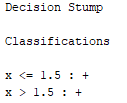 Decision Stump
Classifications
x <= 1.5 : +
x > 1.5 : +